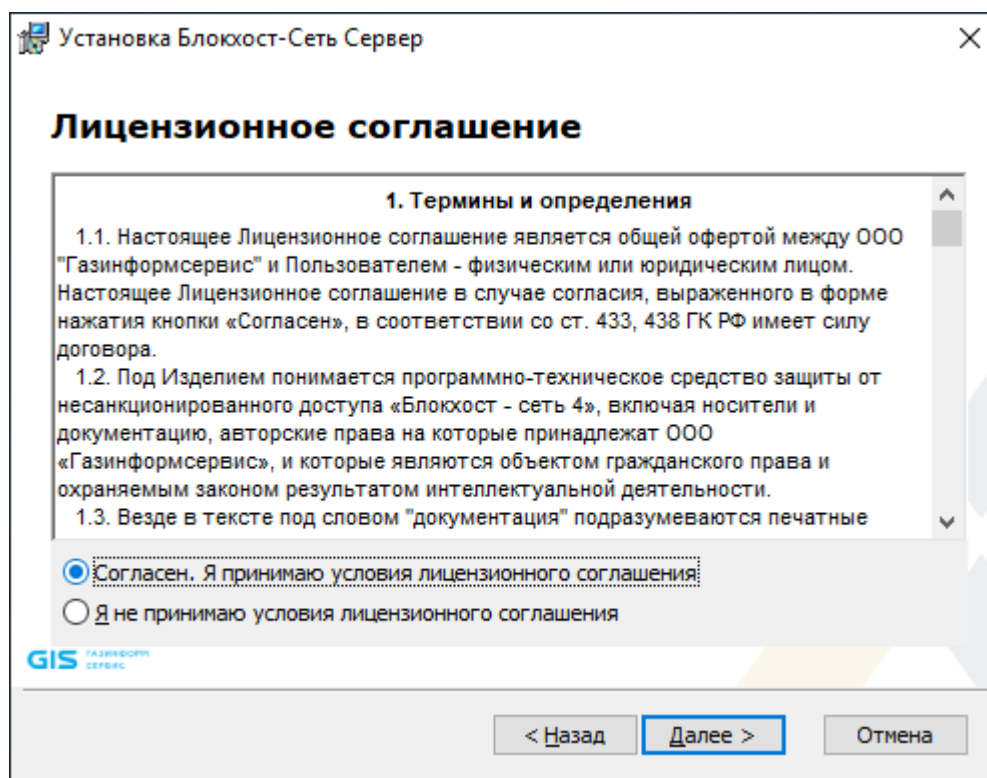 Установка Блокхост-Сеть Сервер
Лицензионное соглашение
1. Термины и определения
1.1. Настоящее Лицензионное соглашение является общей офертой между ООО
"Газинформсервис" и Пользователем - физическим или юридическим лицом.
Настоящее Лицензионное соглашение в случае согласия, выраженного в форме
нажатия кнопки «Согласен», в соответствии со ст. 433, 438 ГК РФ имеет силу
договора.
1.2. Под Изделием понимается программно-техническое средство защиты от
несанкционированного доступа «Блокхост - сеть 4», включая носители и
документацию, авторские права на которые принадлежат ООО
«Газинформсервис», и которые являются объектом гражданского права и
охраняемым законом результатом интеллектуальной деятельности.
1.3. Везде в тексте под словом "документация" подразумеваются печатные
Согласен. Я принимаю условия лицензионного соглашения
Я не принимаю условия лицензионного соглашения
GIS ГАЗИНФОРМ
СЕРВИС
< Назад Далее > Отмена